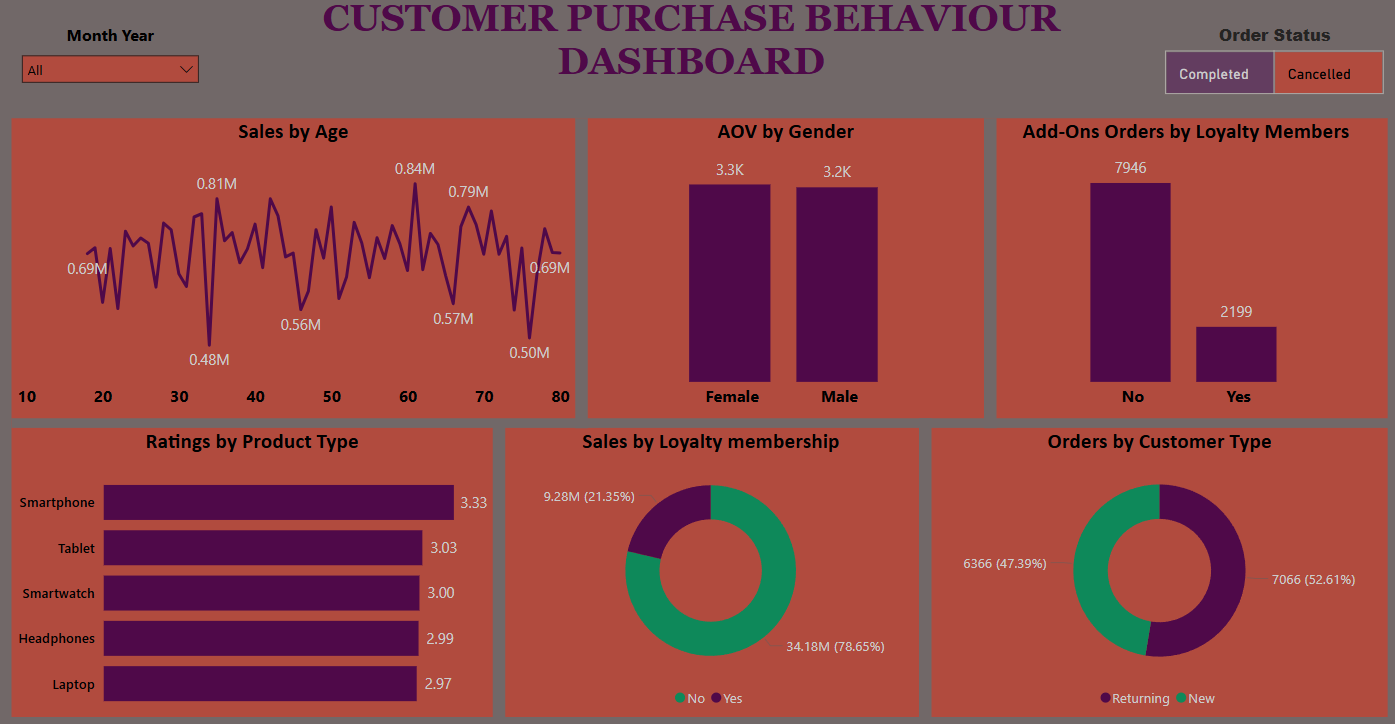 CUSTOMER PURCHASE BEHAVIOUR
DASHBOARD
Month Year
All
Order Status
Completed
Cancelled
Sales by Age
0.69M
0.81M
0.48M
0.56M
0.84M
0.57M
0.79M
0.50M
0.69M
10 20 30 40 50 60 70 80
AOV by Gender
3.3K
3.2K
Female
Male
Add-Ons Orders by Loyalty Members
7946
2199
No
Yes
Ratings by Product Type
Smartphone 3.33
Tablet 3.03
Smartwatch 3.00
Headphones 2.99
Laptop 2.97
Sales by Loyalty membership
9.28M (21.35%)
34.18M (78.65%)
No Yes
Orders by Customer Type
6366 (47.39%)
7066 (52.61%)
Returning New